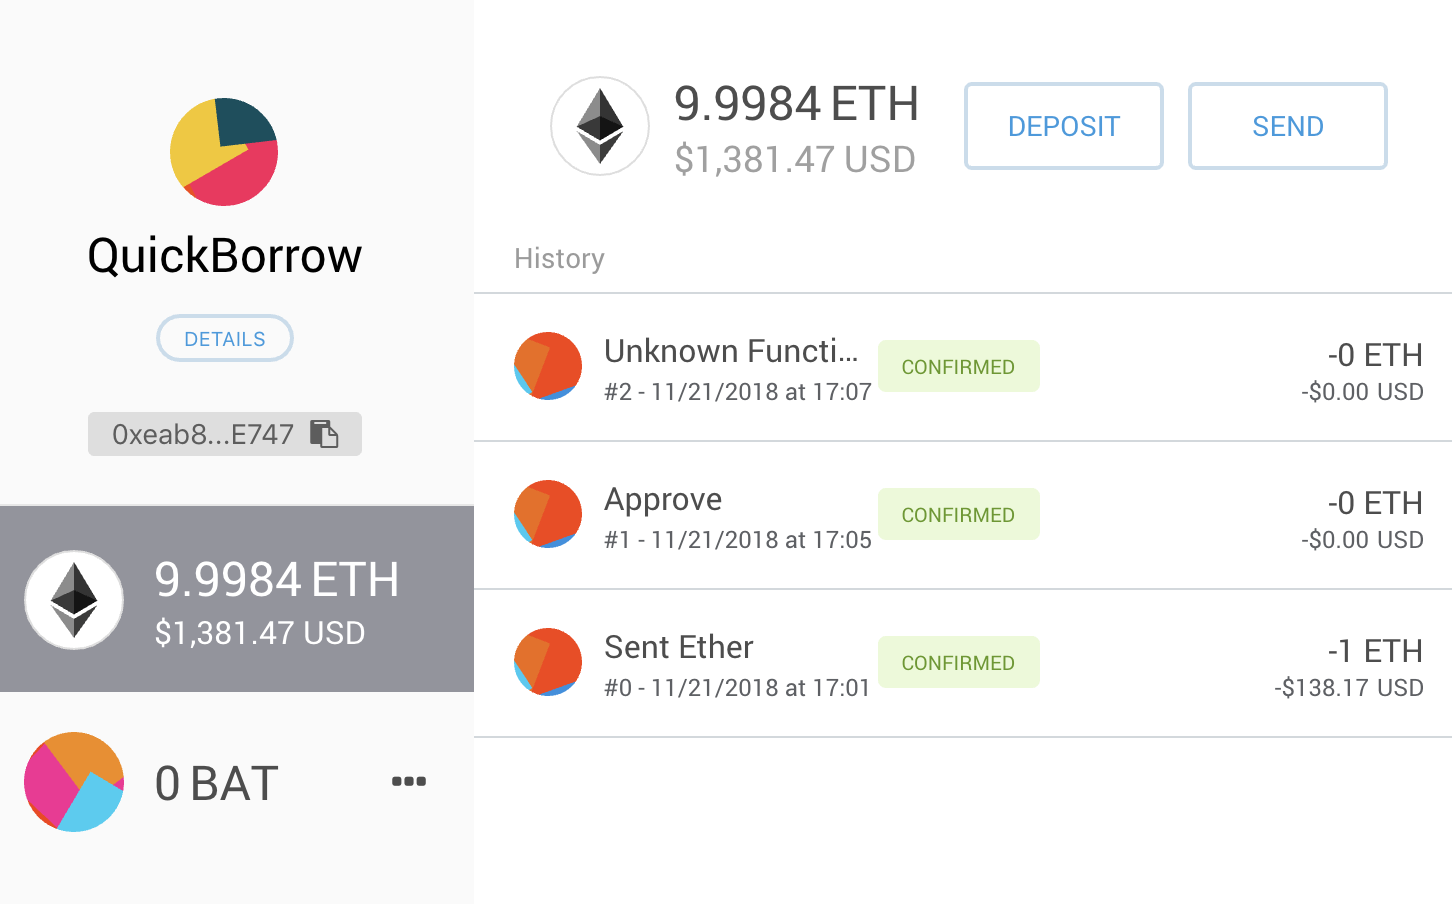 QuickBorrow
DETAILS
0xeab8...E747
9.9984 ETH
$1,381.47 USD
0 BAT
9.9984 ETH
$1,381.47 USD
DEPOSIT
SEND
History
Unknown Functi...
CONFIRMED
-0 ETH
#2 - 11/21/2018 at 17:07
-$0.00 USD
Approve
CONFIRMED
-0 ETH
#1 - 11/21/2018 at 17:05
-$0.00 USD
Sent Ether
CONFIRMED
-1 ETH
#0 - 11/21/2018 at 17:01
-$138.17 USD